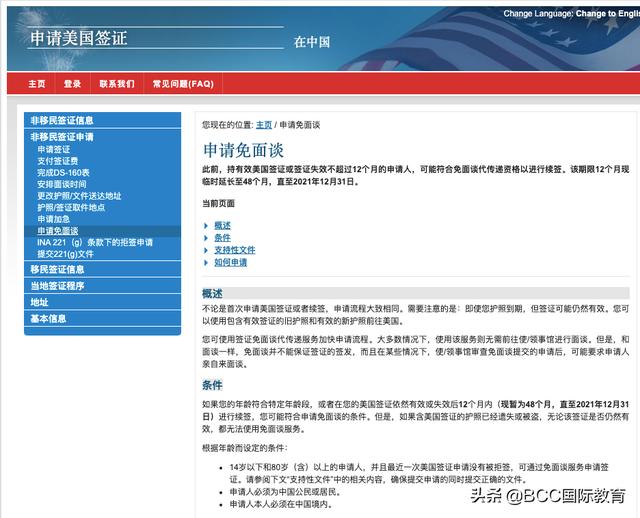 Change Language: Change to Englis
申请美国签证
在中国
主页 登录 联系我们 常见问题(FAQ)
非移民签证信息
非移民签证申请
申请签证
支付签证费
完成DS-160表
安排面谈时间
更改护照/文件送达地址
护照/签证取件地点
申请加急
申请免面谈
INA 221（g）条款下的拒签申请
提交221(g)文件
移民签证信息
当地签证程序
地址
基本信息
您现在的位置: 主页 / 申请免面谈
申请免面谈
此前，持有效美国签证或签证失效不超过12个月的申请人，可能符合免面谈代传递资格以进行续签。该期限12个月现
临时延长至48个月，直至2021年12月31日。
当前页面
概述
条件
支持性文件
如何申请
概述
不论是首次申请美国签证或者续签，申请流程大致相同。需要注意的是：即使您护照到期，但签证可能仍然有效。您可
以使用包含有效签证的旧护照和有效的新护照前往美国。
您可使用签证免面谈代传递服务加快申请流程。大多数情况下，使用该服务则无需前往使/领事馆进行面谈。但是，和
面谈一样，免面谈并不能保证签证的签发，而且在某些情况下，使/领事馆审查免面谈提交的申请后，可能要求申请人
亲自来面谈。
条件
如果您的年龄符合特定年龄段，或者在您的美国签证依然有效或失效后12个月内（现暂为48个月，直至2021年12月31
日）进行续签，您可能符合申请免面谈的条件。但是，如果含美国签证的护照已经遗失或被盗，无论该签证是否仍然有
效，都无法使用免面谈服务。
根据年龄而设定的条件：
14岁以下和80岁（含）以上的申请人，并且最近一次美国签证申请没有被拒签，可通过免面谈服务申请签
证。请参阅下文“支持性文件”中的相关内容，确保提交申请的同时提交正确的文件。
申请人必须为中国公民或居民。
申请人本人必须在中国境内。
头条 @BCC国际教育